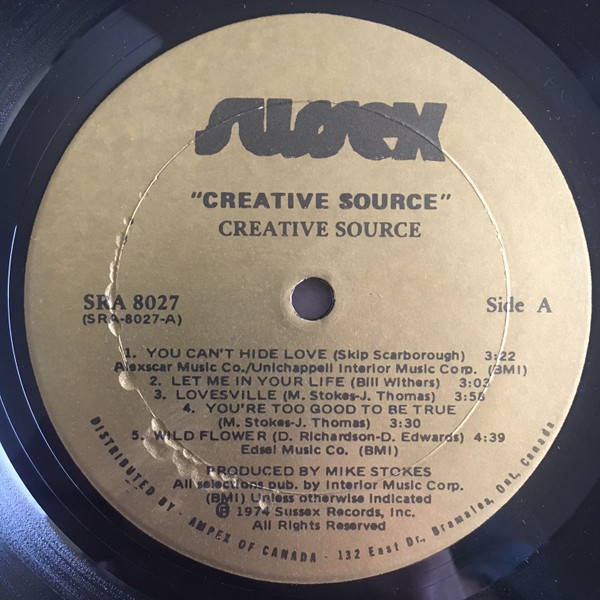 SUSSEX
"CREATIVE SOURCE"
CREATIVE SOURCE
SRA 8027
(SRA-8027-A)
Side A
1. YOU CAN'T HIDE LOVE (Skip Scarborough) 3:22
Alexscar Music Co./Unichappell Interior Music Corp. (BMI)
2. LET ME IN YOUR LIFE (Bill Withers) 3:03
3. LOVESVILLE (M. Stokes-J. Thomas) 3:58
4. YOU'RE TOO GOOD TO BE TRUE
(M. Stokes-J. Thomas) 3:30
5. WILD FLOWER (D. Richardson-D. Edwards) 4:39
Edsel Music Co. (BMI)
PRODUCED BY MIKE STOKES
All selections pub. by Interior Music Corp.
(BMI) Unless otherwise indicated
℗ 1974 Sussex Records, Inc.
All Rights Reserved
DISTRIBUTED BY - AMPEX OF CANADA - 132 East Dr., Bramalea, Ont., Canada